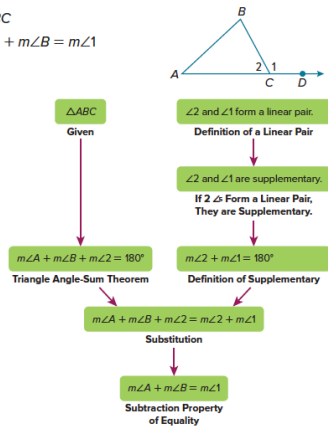 BC
+ m∠B = m∠1
B
A
2 1
C
D
△ABC
Given
∠2 and ∠1 form a linear pair.
Definition of a Linear Pair
∠2 and ∠1 are supplementary.
If 2 ∠s Form a Linear Pair,
They are Supplementary.
m∠A + m∠B + m∠2 = 180°
Triangle Angle-Sum Theorem
m∠2 + m∠1 = 180°
Definition of Supplementary
m∠A + m∠B + m∠2 = m∠2 + m∠1
Substitution
m∠A + m∠B = m∠1
Subtraction Property
of Equality